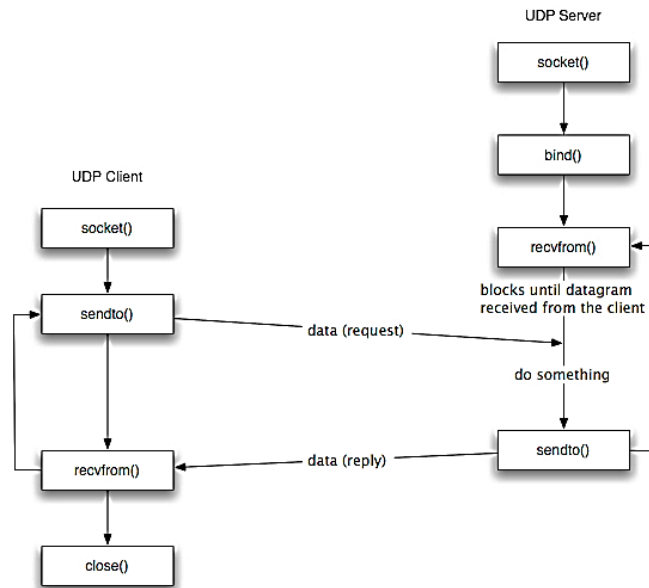 UDP Server
socket()
bind()
UDP Client
socket()
recvfrom()
blocks until datagram
received from the client
sendto()
data (request)
do something
recvfrom()
data (reply)
sendto()
close()